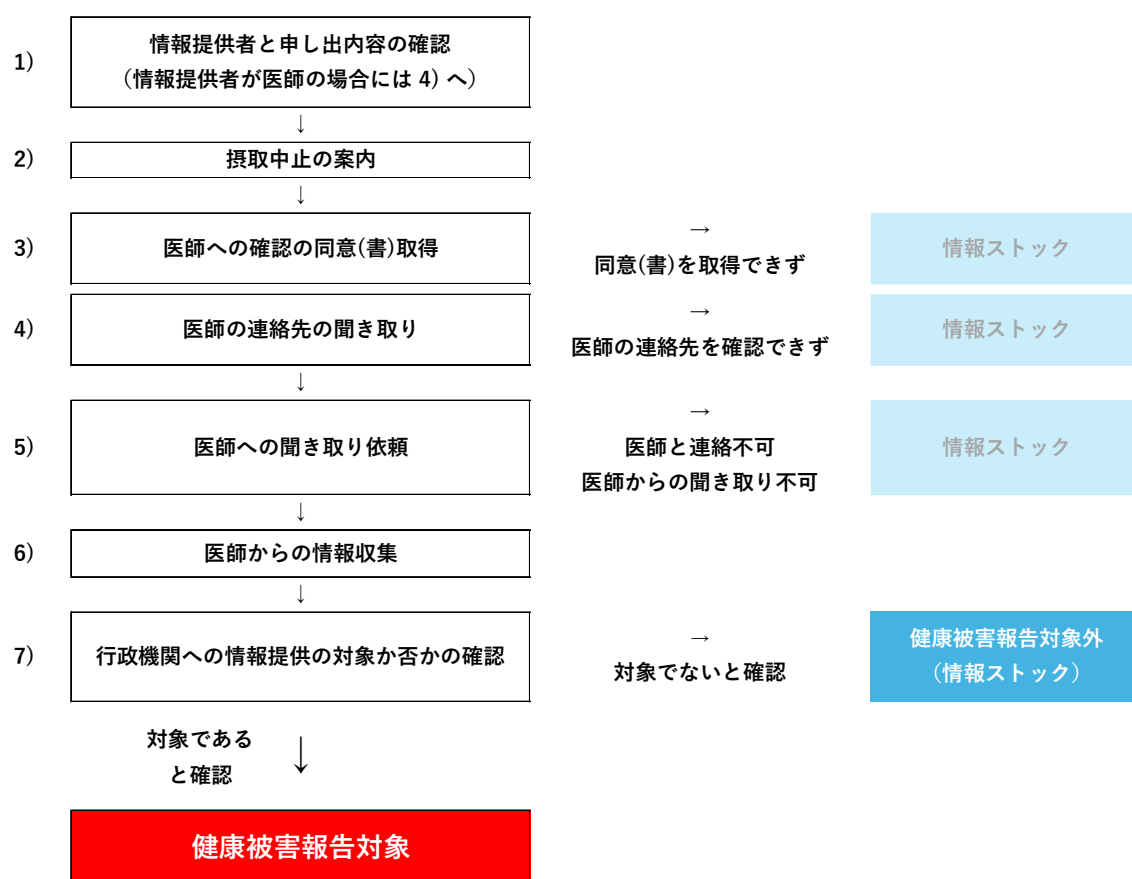 1)
情報提供者と申し出内容の確認
（情報提供者が医師の場合には 4) へ）
↓
2)
摂取中止の案内
↓
3)
医師への確認の同意(書)取得
→
同意(書)を取得できず
情報ストック
4)
医師の連絡先の聞き取り
→
医師の連絡先を確認できず
情報ストック
↓
5)
医師への聞き取り依頼
→
医師と連絡不可
医師からの聞き取り不可
情報ストック
↓
6)
医師からの情報収集
↓
7)
行政機関への情報提供の対象か否かの確認
→
対象でないと確認
健康被害報告対象外
（情報ストック）
対象である
と確認
↓
健康被害報告対象